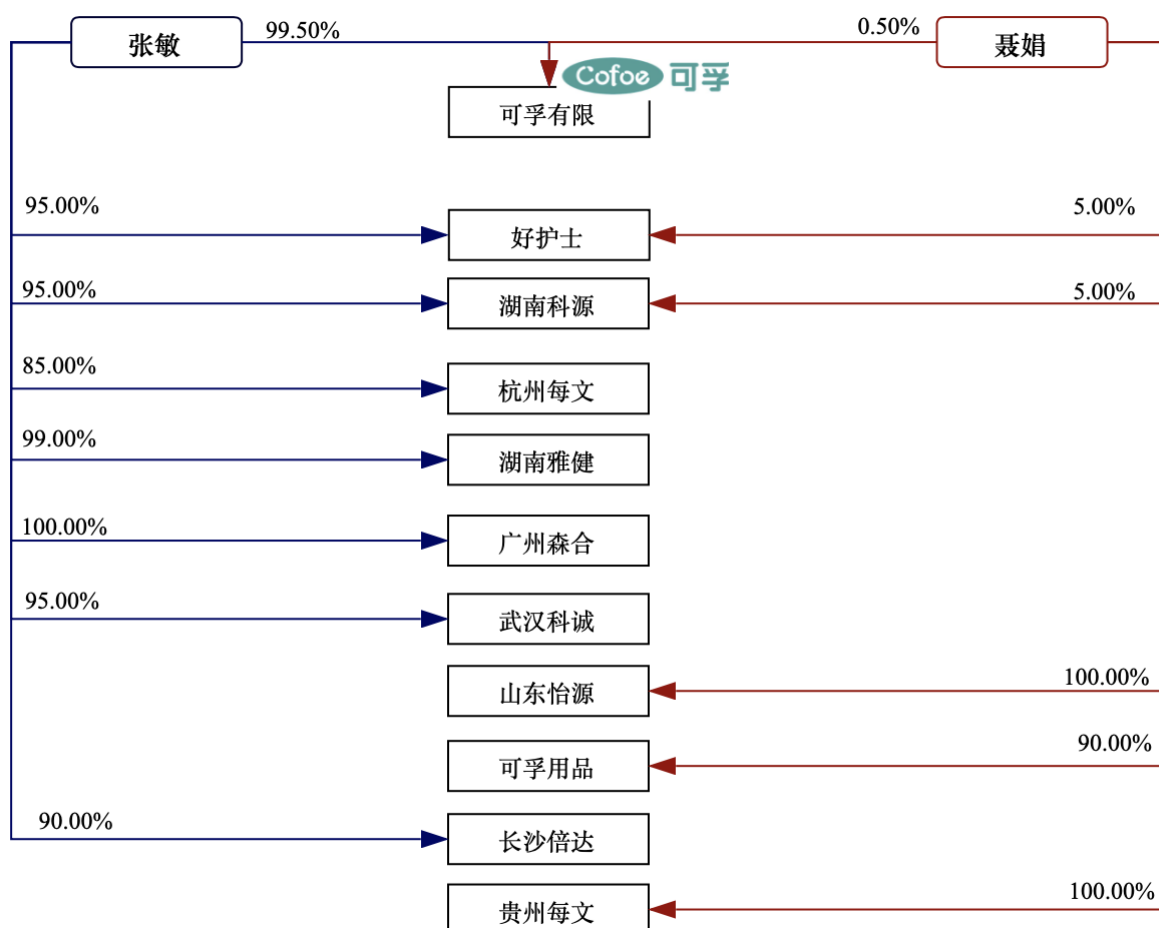 张敏 99.50% 0.50% 聂娟
Cofoe 可孚
可孚有限
95.00% 5.00%
好护士
95.00% 5.00%
湖南科源
85.00%
杭州每文
99.00%
湖南雅健
100.00%
广州森合
95.00%
武汉科诚
100.00%
山东怡源
90.00%
可孚用品
90.00%
长沙倍达
100.00%
贵州每文